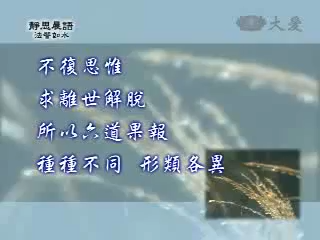 靜思晨語
法譬如水
大愛
不復思惟
求離世解脫
所以六道果報
種種不同 形類各異